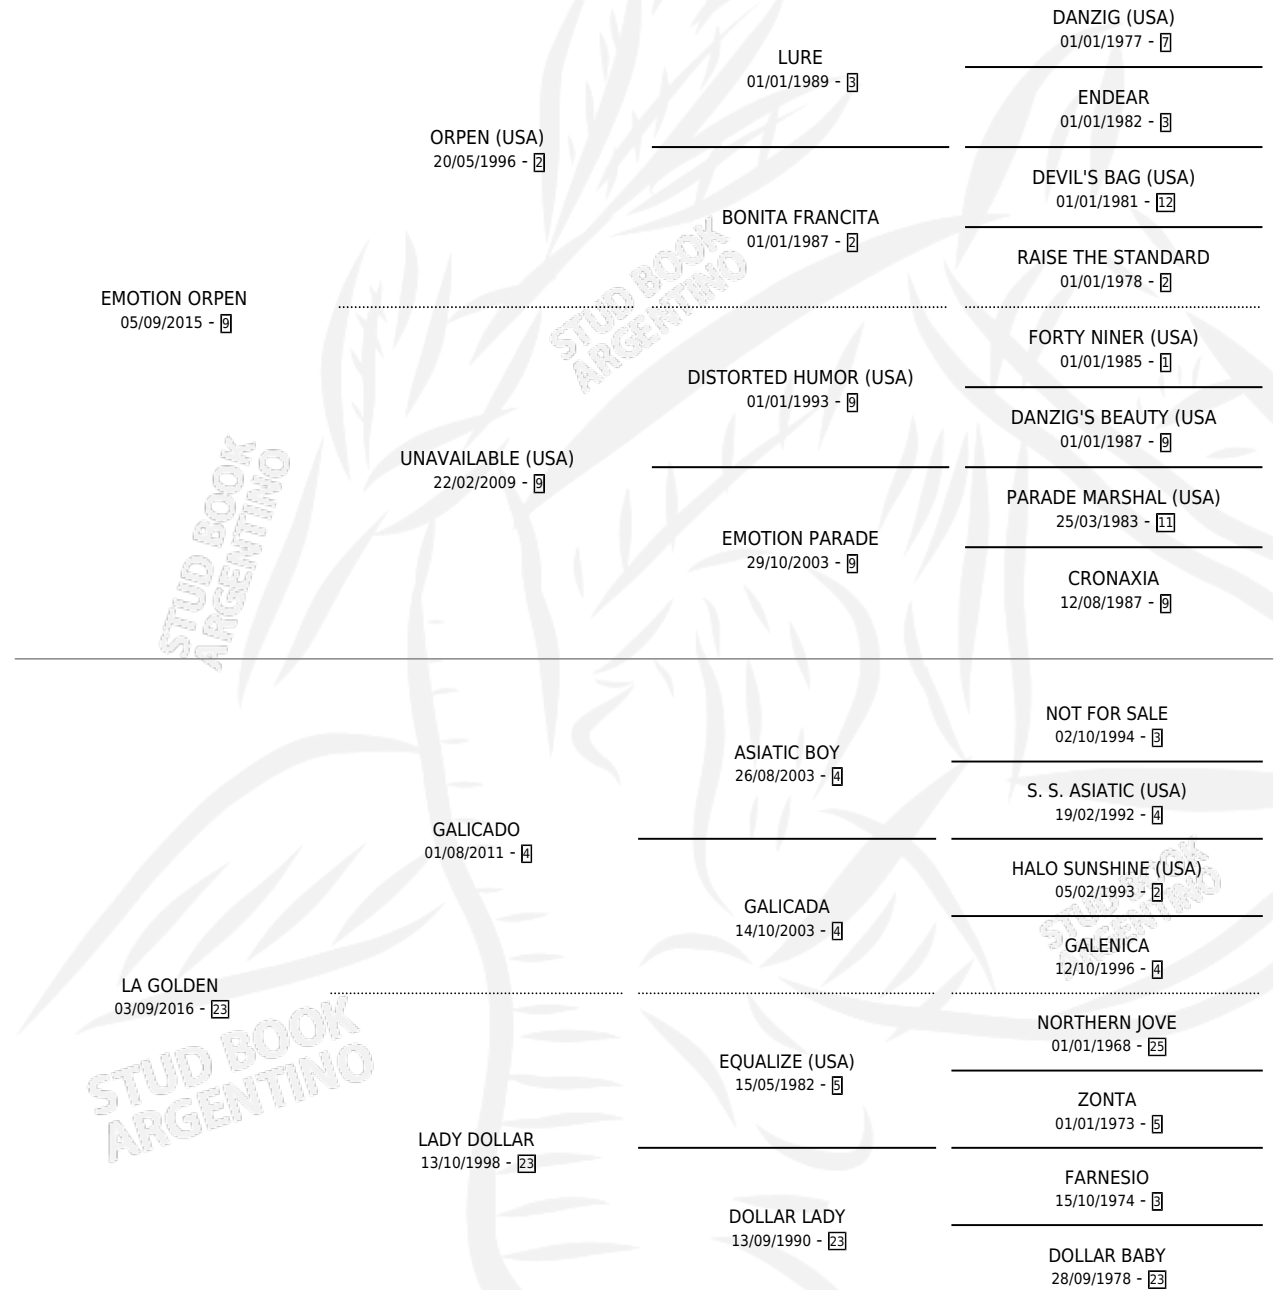 DANZIG (USA)
01/01/1977 - 7
LURE
01/01/1989 - 3
ENDEAR
01/01/1982 - 3
ORPEN (USA)
20/05/1996 - 2
DEVIL'S BAG (USA)
01/01/1981 - 12
BONITA FRANCITA
01/01/1987 - 2
RAISE THE STANDARD
01/01/1978 - 2
EMOTION ORPEN
05/09/2015 - 9
FORTY NINER (USA)
01/01/1985 - 1
DISTORTED HUMOR (USA)
01/01/1993 - 9
DANZIG'S BEAUTY (USA
01/01/1987 - 9
UNAVAILABLE (USA)
22/02/2009 - 9
PARADE MARSHAL (USA)
25/03/1983 - 11
EMOTION PARADE
29/10/2003 - 9
CRONAXIA
12/08/1987 - 9
STUD BOOK
ARGENTINO
STUD BOOK
ARGENTINO
NOT FOR SALE
02/10/1994 - 3
ASIATIC BOY
26/08/2003 - 4
S. S. ASIATIC (USA)
19/02/1992 - 4
GALICADO
01/08/2011 - 4
HALO SUNSHINE (USA)
05/02/1993 - 2
GALICADA
14/10/2003 - 4
GALENICA
12/10/1996 - 4
LA GOLDEN
03/09/2016 - 23
NORTHERN JOVE
01/01/1968 - 25
EQUALIZE (USA)
15/05/1982 - 5
ZONTA
01/01/1973 - 5
LADY DOLLAR
13/10/1998 - 23
FARNESIO
15/10/1974 - 3
DOLLAR LADY
13/09/1990 - 23
DOLLAR BABY
28/09/1978 - 23
STUD BOOK
ARGENTINO
STUD BOOK
ARGENTINO